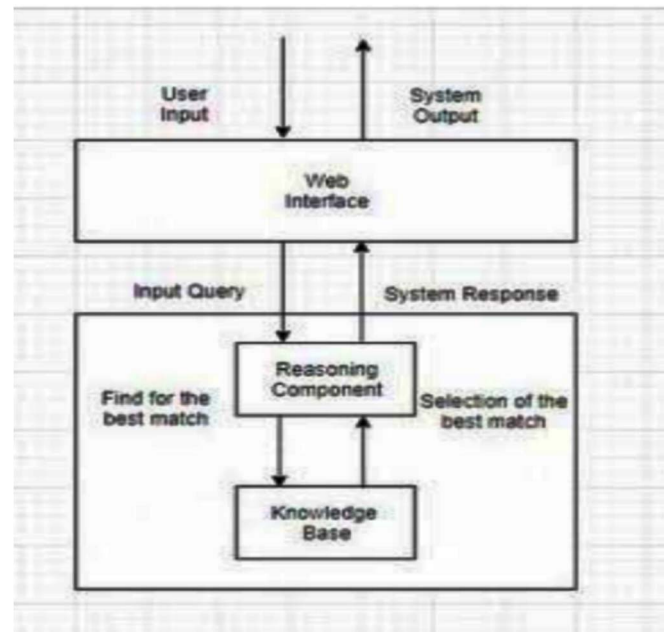 User
Input
System
Output
Web
Interface
Input Query
System Response
Reasoning
Component
Find for the
best match
Selection of the
best match
Knowledge
Base